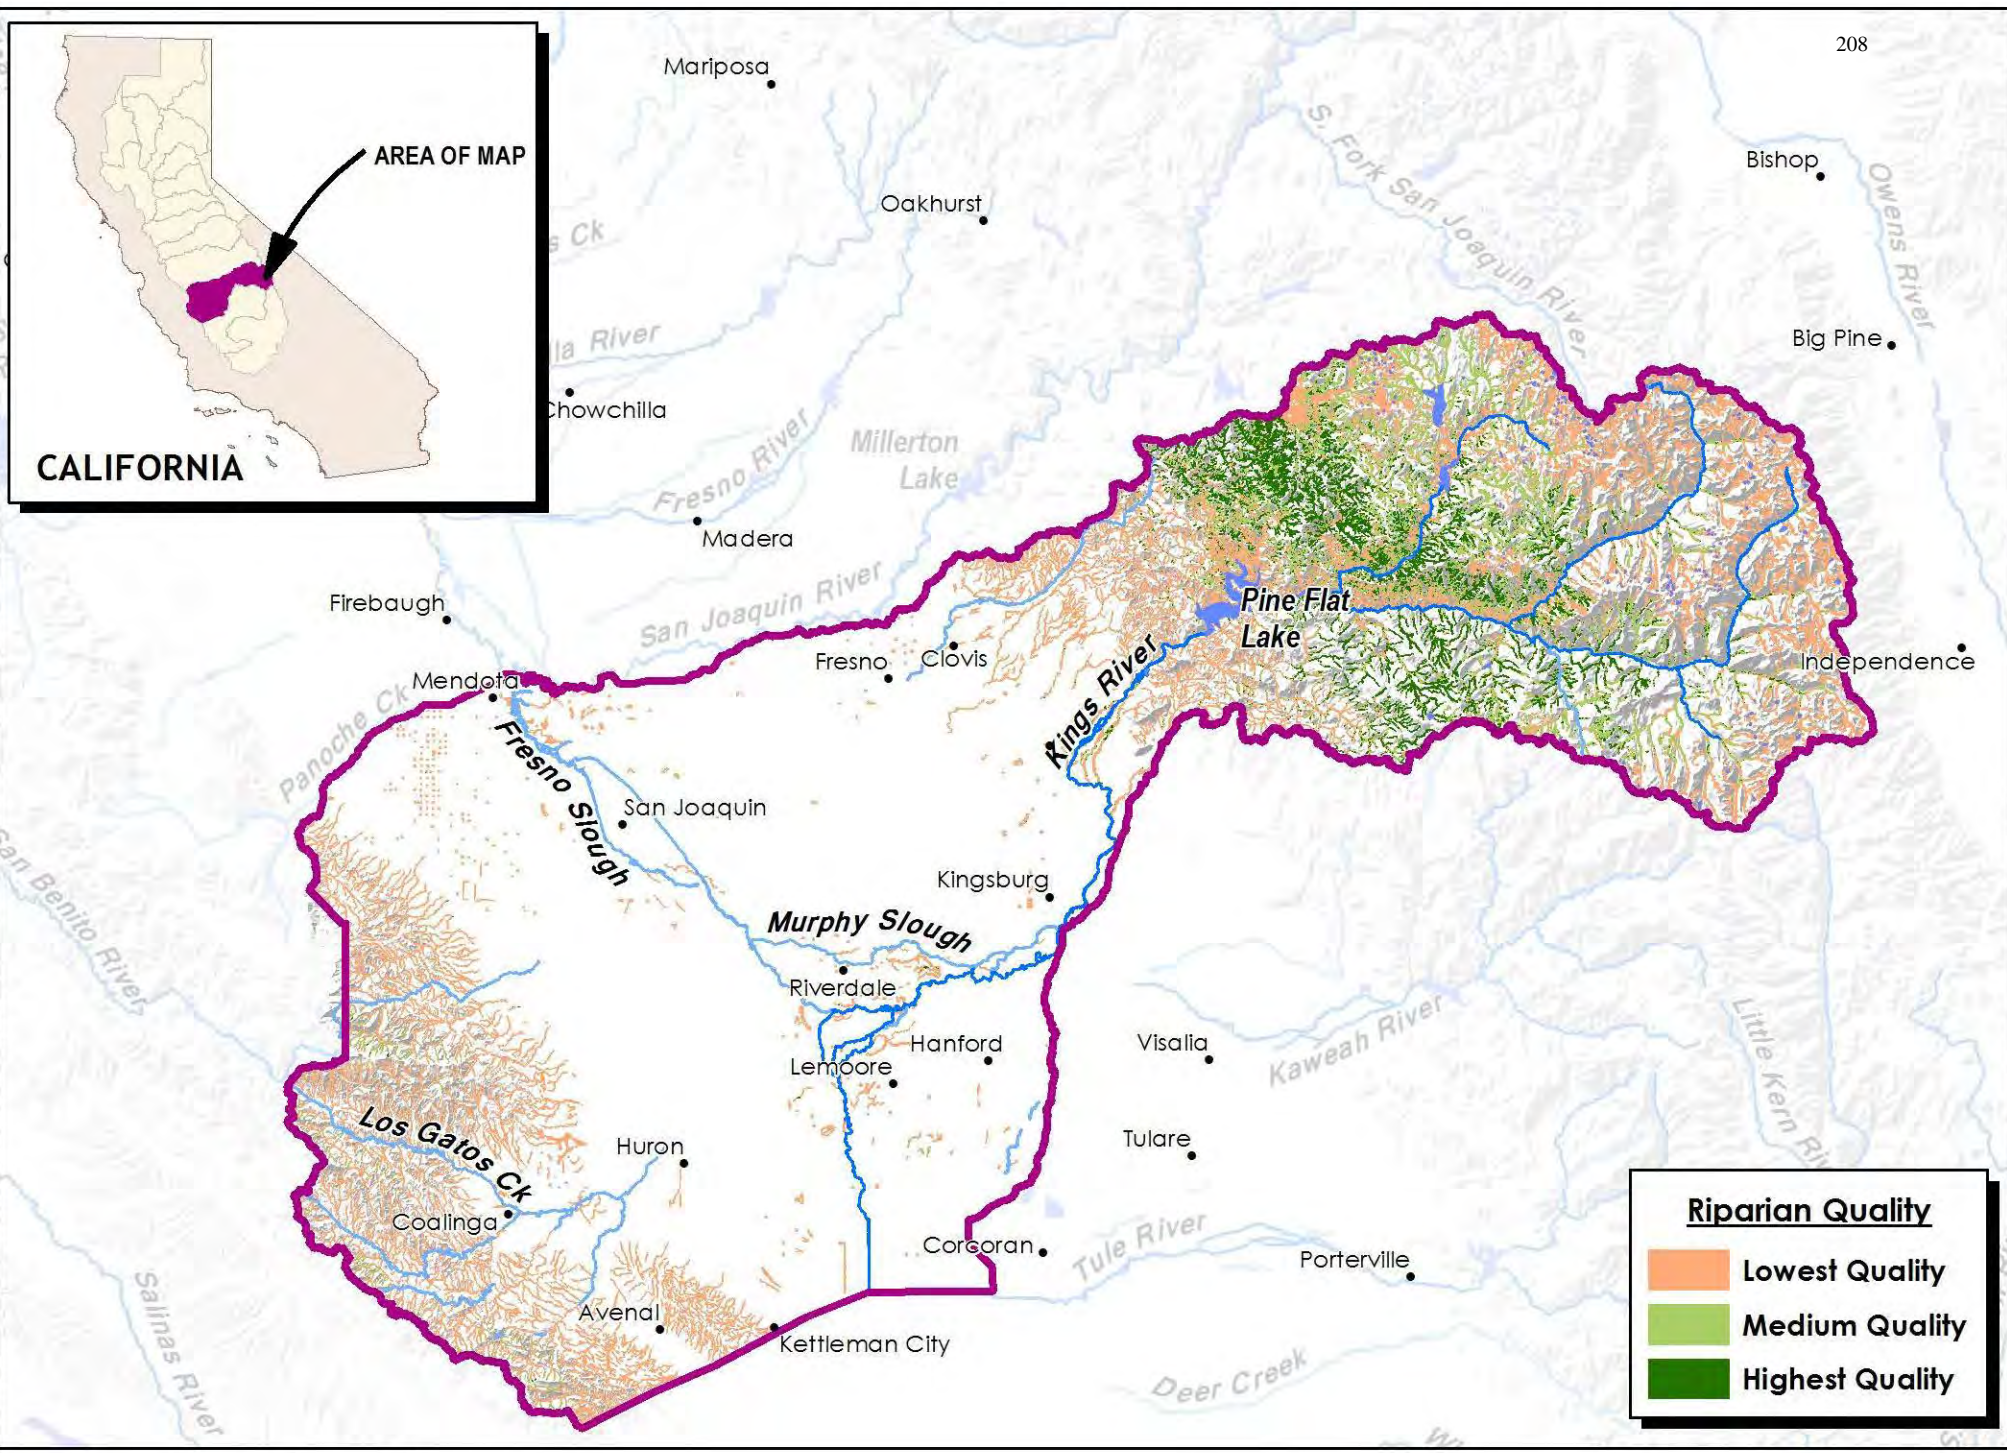 208
Mariposa
AREA OF MAP
Bishop
S. Fork San Joaquin River
Owens River
Oakhurst
s Ck
la River
Big Pine
Chowchilla
CALIFORNIA
Millerton
Lake
Fresno River
Madera
San Joaquin River
Firebaugh
Pine Flat
Lake
Fresno
Clovis
Independence
Mendota
Panoche Ck
Kings River
Fresno Slough
San Joaquin
San Benito River
Kingsburg
Murphy Slough
Riverdale
Hanford
Visalia
Kaweah River
Little Kern Riv
Lemoore
Los Gatos Ck
Huron
Tulare
Coalinga
Corcoran
Tule River
Porterville
Salinas River
Avenal
Kettleman City
Deer Creek
Riparian Quality
Lowest Quality
Medium Quality
Highest Quality